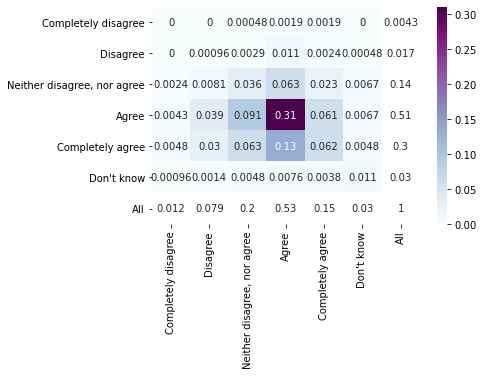 Completely disagree 0 0 0.00048 0.0019 0.0019 0 0.0043
Disagree 0 0.00096 0.0029 0.011 0.0024 0.00048 0.017
Neither disagree, nor agree 0.0024 0.0081 0.036 0.063 0.023 0.0067 0.14
Agree 0.0043 0.039 0.091 0.31 0.061 0.0067 0.51
Completely agree 0.0048 0.03 0.063 0.13 0.062 0.0048 0.3
Don't know 0.00096 0.0014 0.0048 0.0076 0.0038 0.011 0.03
All 0.012 0.079 0.2 0.53 0.15 0.03 1
Completely disagree
Disagree
Neither disagree, nor agree
Agree
Completely agree
Don't know
All
0.30
0.25
0.20
0.15
0.10
0.05
0.00